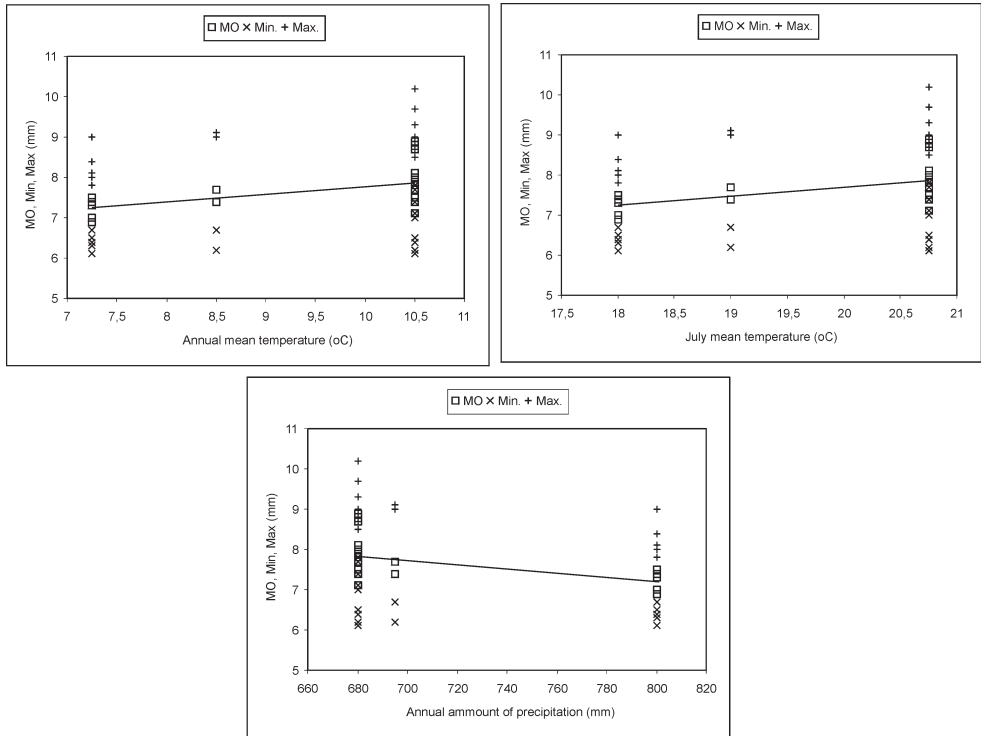 MO Min. Max.
MO, Min, Max (mm)
11
10
9
8
7
6
5
7 7,5 8 8,5 9 9,5 10 10,5 11
Annual mean temperature (oC)
MO Min. Max.
MO, Min, Max (mm)
11
10
9
8
7
6
5
17,5 18 18,5 19 19,5 20 20,5 21
July mean temperature (oC)
MO Min. Max.
MO, Min, Max (mm)
11
10
9
8
7
6
5
660 680 700 720 740 760 780 800 820
Annual ammount of precipitation (mm)